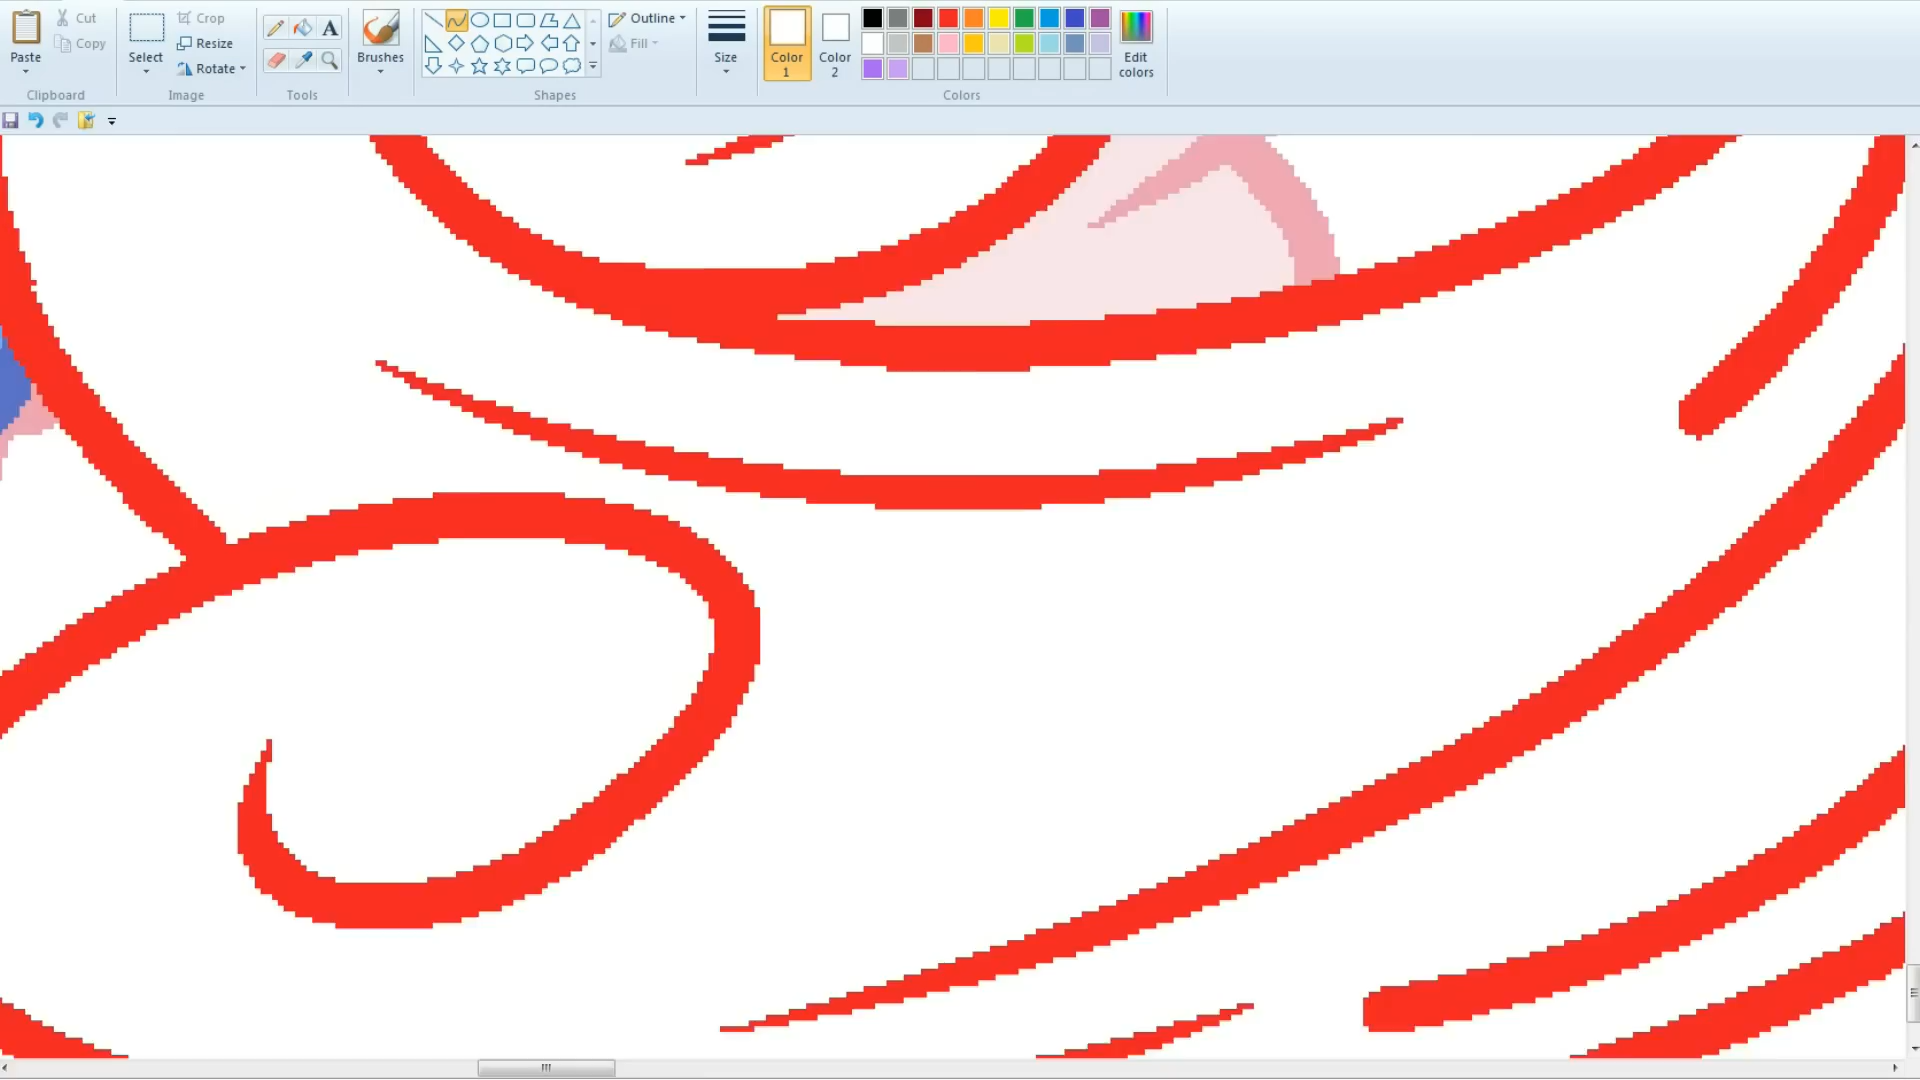 Paste
Cut
Copy
Clipboard
Select
Crop
Resize
Rotate
Image
A
Tools
Brushes
Outline
Fill
Shapes
Size
Color 1
Color 2
Edit colors
Colors